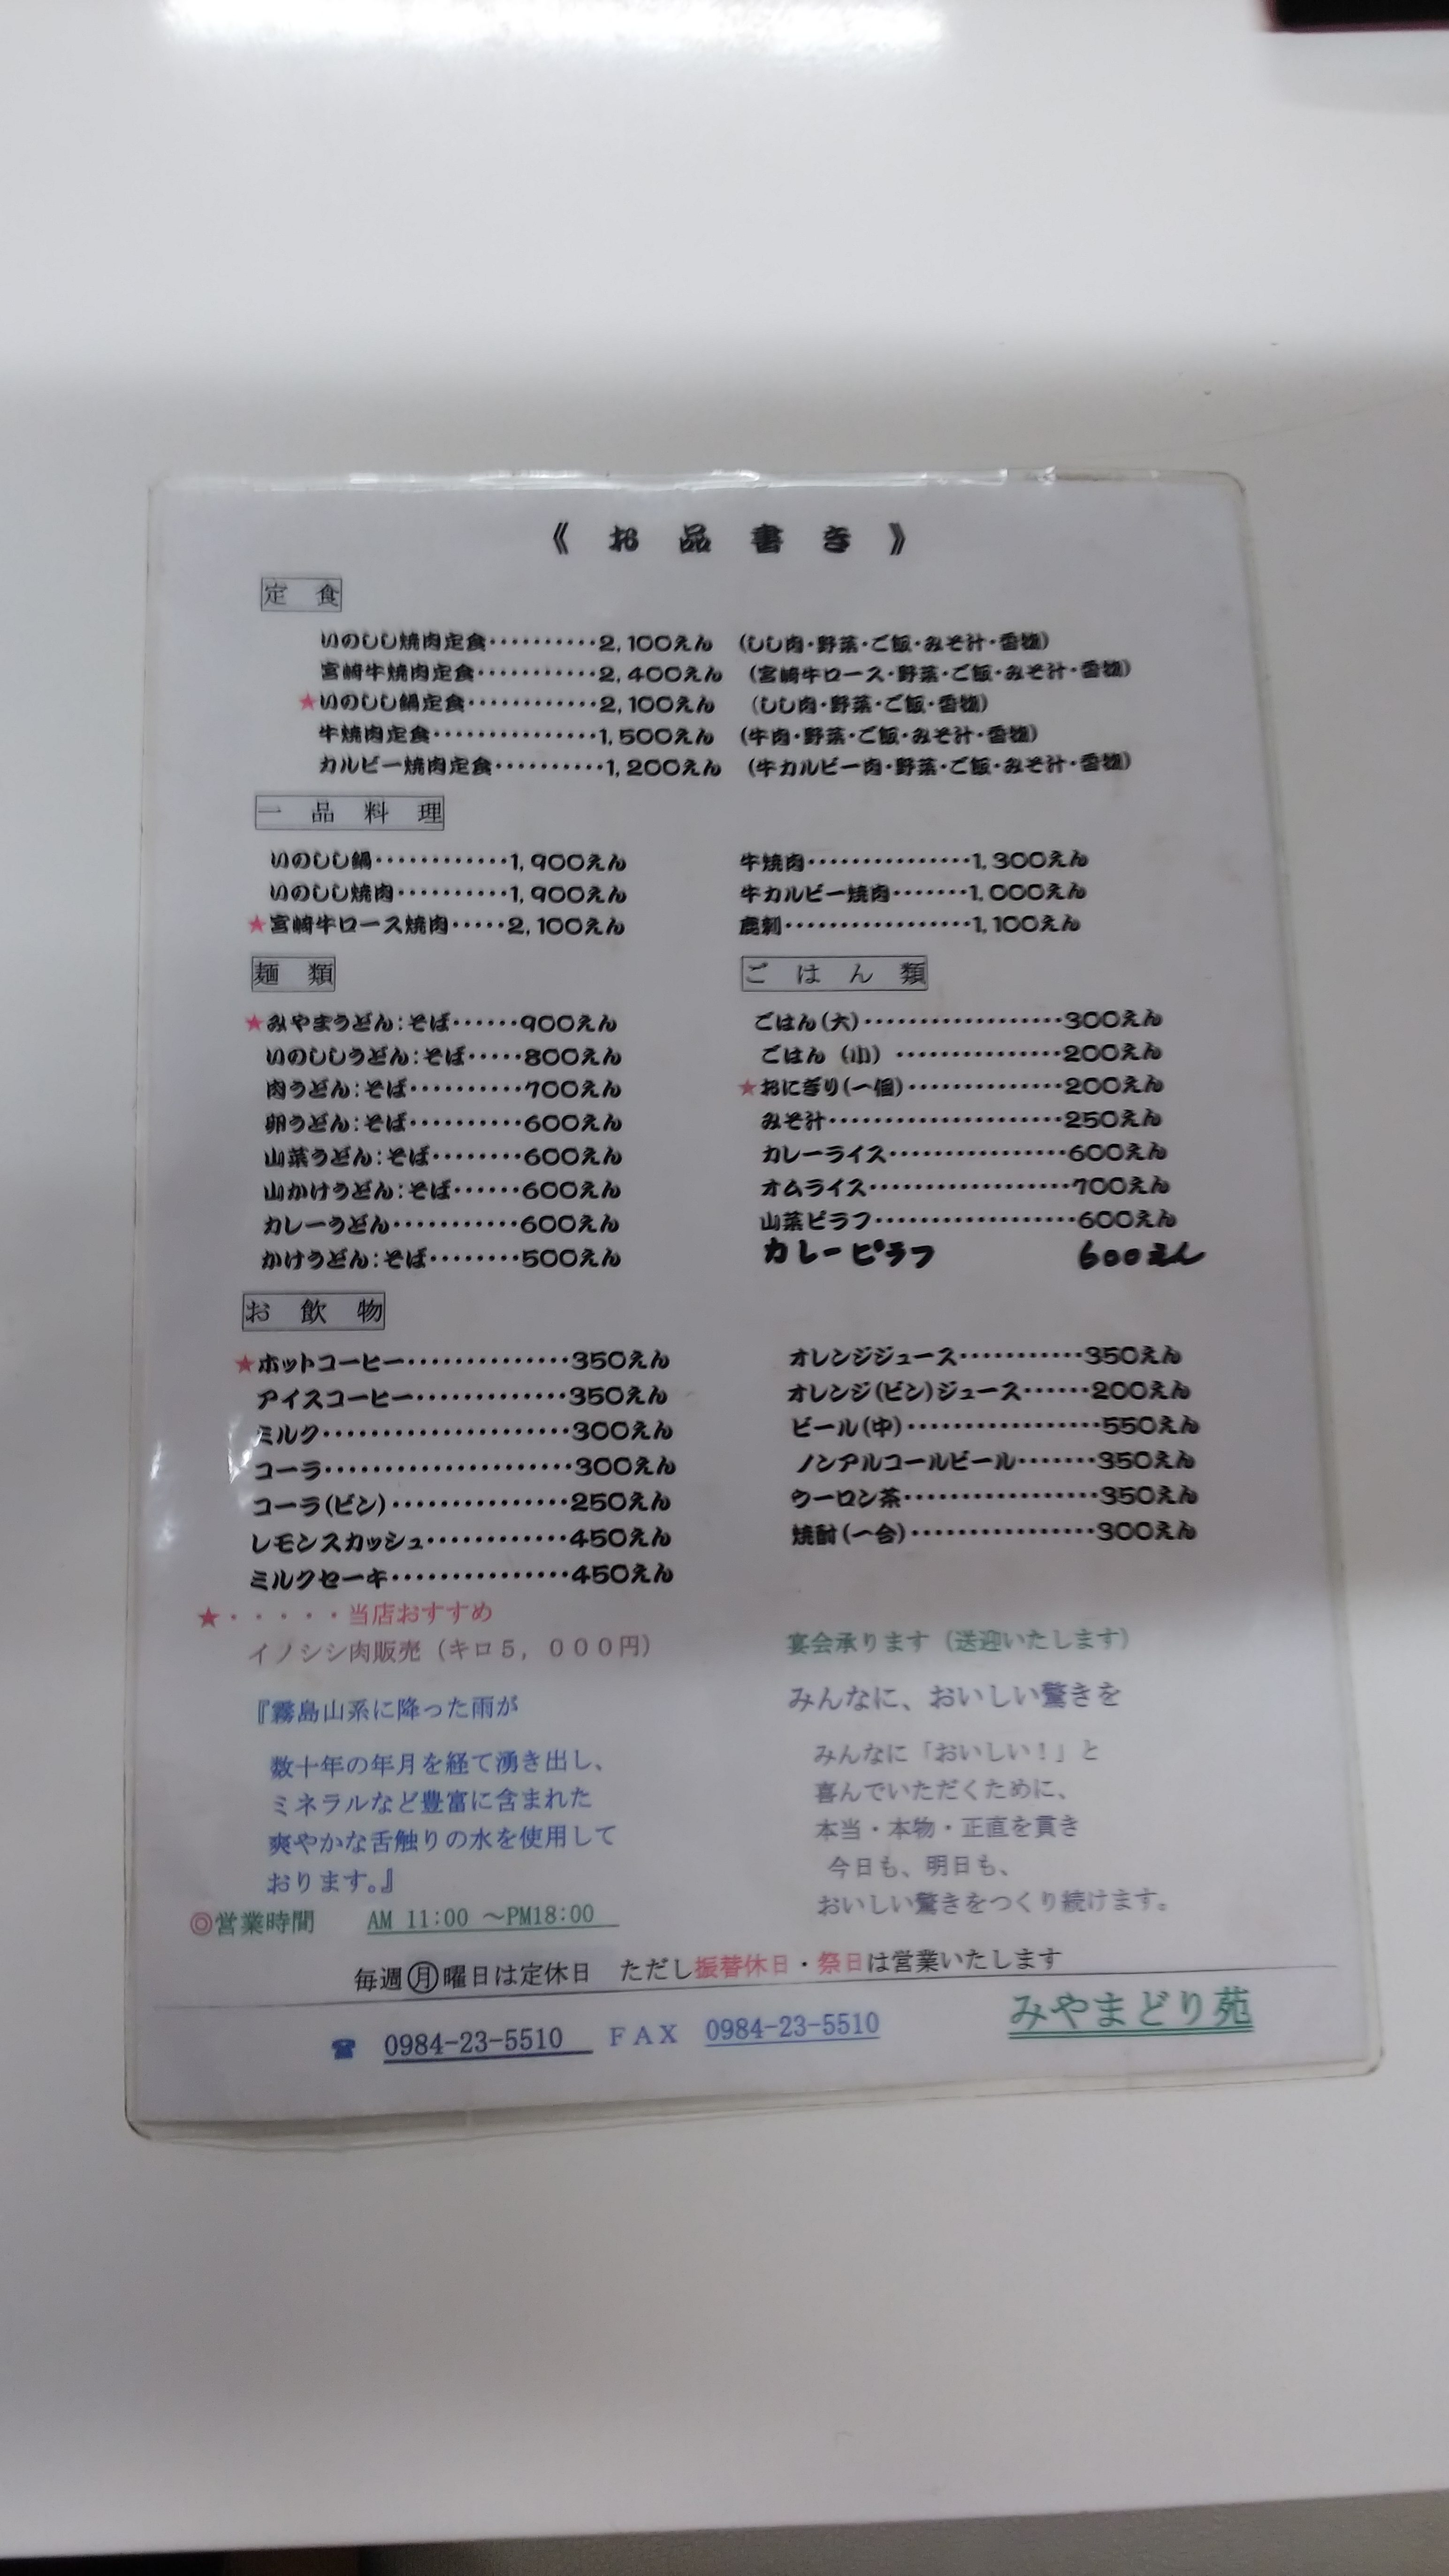 《 お 品 書 き 》
定 食
いのしし焼肉定食··········2,100えん (しし肉・野菜・ご飯・みそ汁・香物)
宮崎牛焼肉定食···········2,400えん (宮崎牛ロース・野菜・ご飯・みそ汁・香物)
★いのしし鍋定食············2,100えん (しし肉・野菜・ご飯・香物)
牛焼肉定食···············1,500えん (牛肉・野菜・ご飯・みそ汁・香物)
カルビー焼肉定食··········1,200えん (牛カルビー肉・野菜・ご飯・みそ汁・香物)
一 品 料 理
いのしし鍋············1,900えん
いのしし焼肉··········1,900えん
★宮崎牛ロース焼肉·····2,100えん
牛焼肉···············1,300えん
牛カルビー焼肉·······1,000えん
鹿刺·················1,100えん
麺 類
★みやまうどん:そば······900えん
いのししうどん:そば·····800えん
肉うどん:そば··········700えん
卵うどん:そば··········600えん
山菜うどん:そば········600えん
山かけうどん:そば······600えん
カレーうどん···········600えん
かけうどん:そば········500えん
ご は ん 類
ごはん(大)··················300えん
ごはん (小) ···············200えん
★おにぎり(一個)··············200えん
みそ汁·····················250えん
カレーライス················600えん
オムライス··················700えん
山菜ピラフ··················600えん
カレーピラフ 600えん
お 飲 物
★ホットコーヒー··············350えん
アイスコーヒー·············350えん
ミルク······················300えん
コーラ······················300えん
コーラ(ビン)················250えん
レモンスカッシュ············450えん
ミルクセーキ················450えん
オレンジジュース···········350えん
オレンジ(ビン)ジュース······200えん
ビール(中)·················550えん
ノンアルコールビール·······350えん
ウーロン茶·················350えん
焼酎(一合)················300えん
★・・・・・当店おすすめ
イノシシ肉販売（キロ５，０００円）
『霧島山系に降った雨が
数十年の年月を経て湧き出し、
ミネラルなど豊富に含まれた
爽やかな舌触りの水を使用して
おります。』
宴会承ります（送迎いたします）
みんなに、おいしい驚きを
みんなに「おいしい！」と
喜んでいただくために、
本当・本物・正直を貫き
今日も、明日も、
おいしい驚きをつくり続けます。
◎営業時間 AM 11:00 ～PM18:00
毎週㊊曜日は定休日 ただし振替休日・祭日は営業いたします
☎ 0984-23-5510 ＦＡＸ 0984-23-5510
みやまどり苑